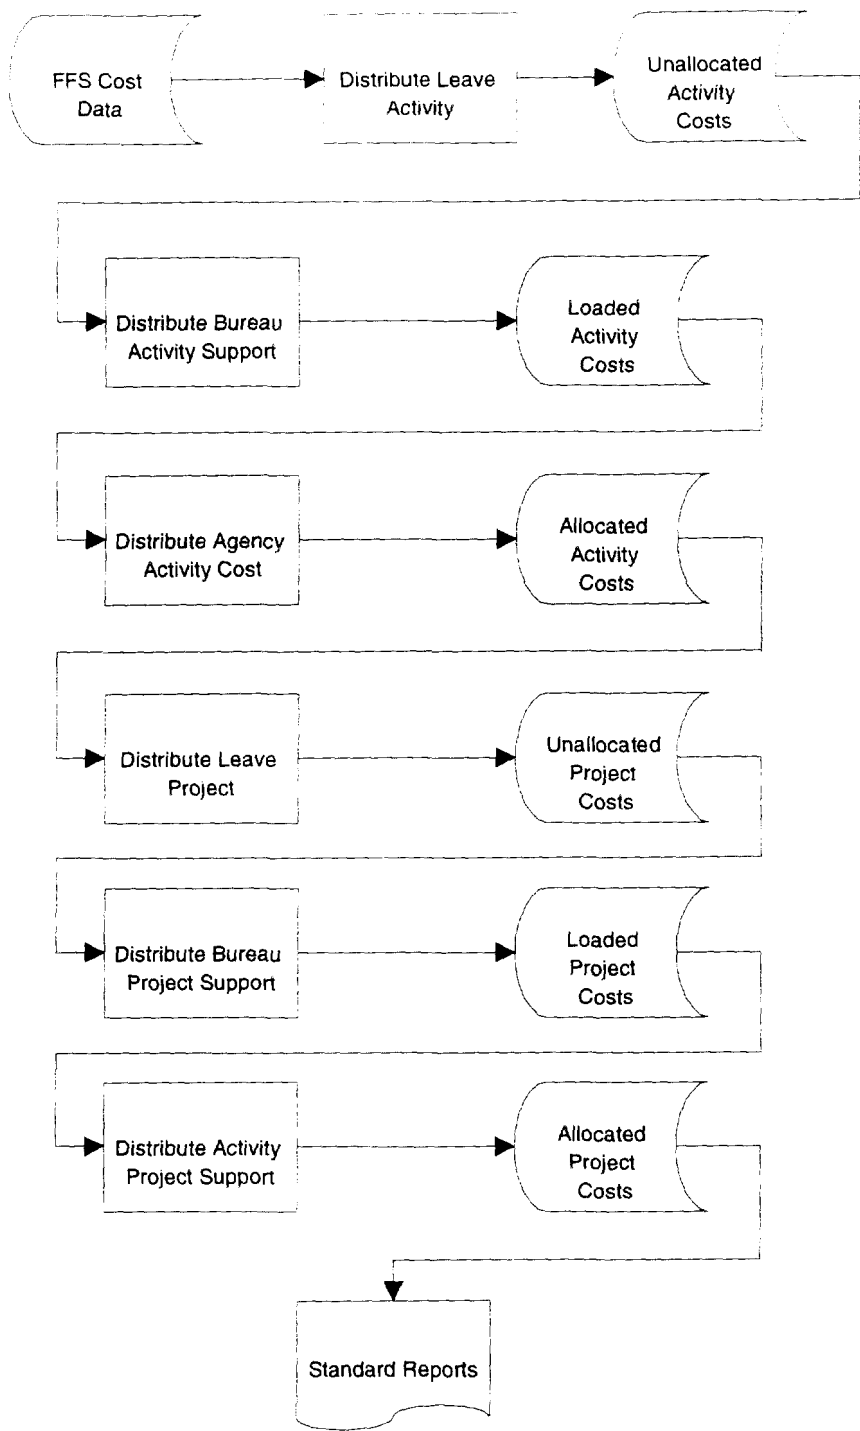 FFS Cost
Data
Distribute Leave
Activity
Unallocated
Activity
Costs
Distribute Bureau
Activity Support
Loaded
Activity
Costs
Distribute Agency
Activity Cost
Allocated
Activity
Costs
Distribute Leave
Project
Unallocated
Project
Costs
Distribute Bureau
Project Support
Loaded
Project
Costs
Distribute Activity
Project Support
Allocated
Project
Costs
Standard Reports